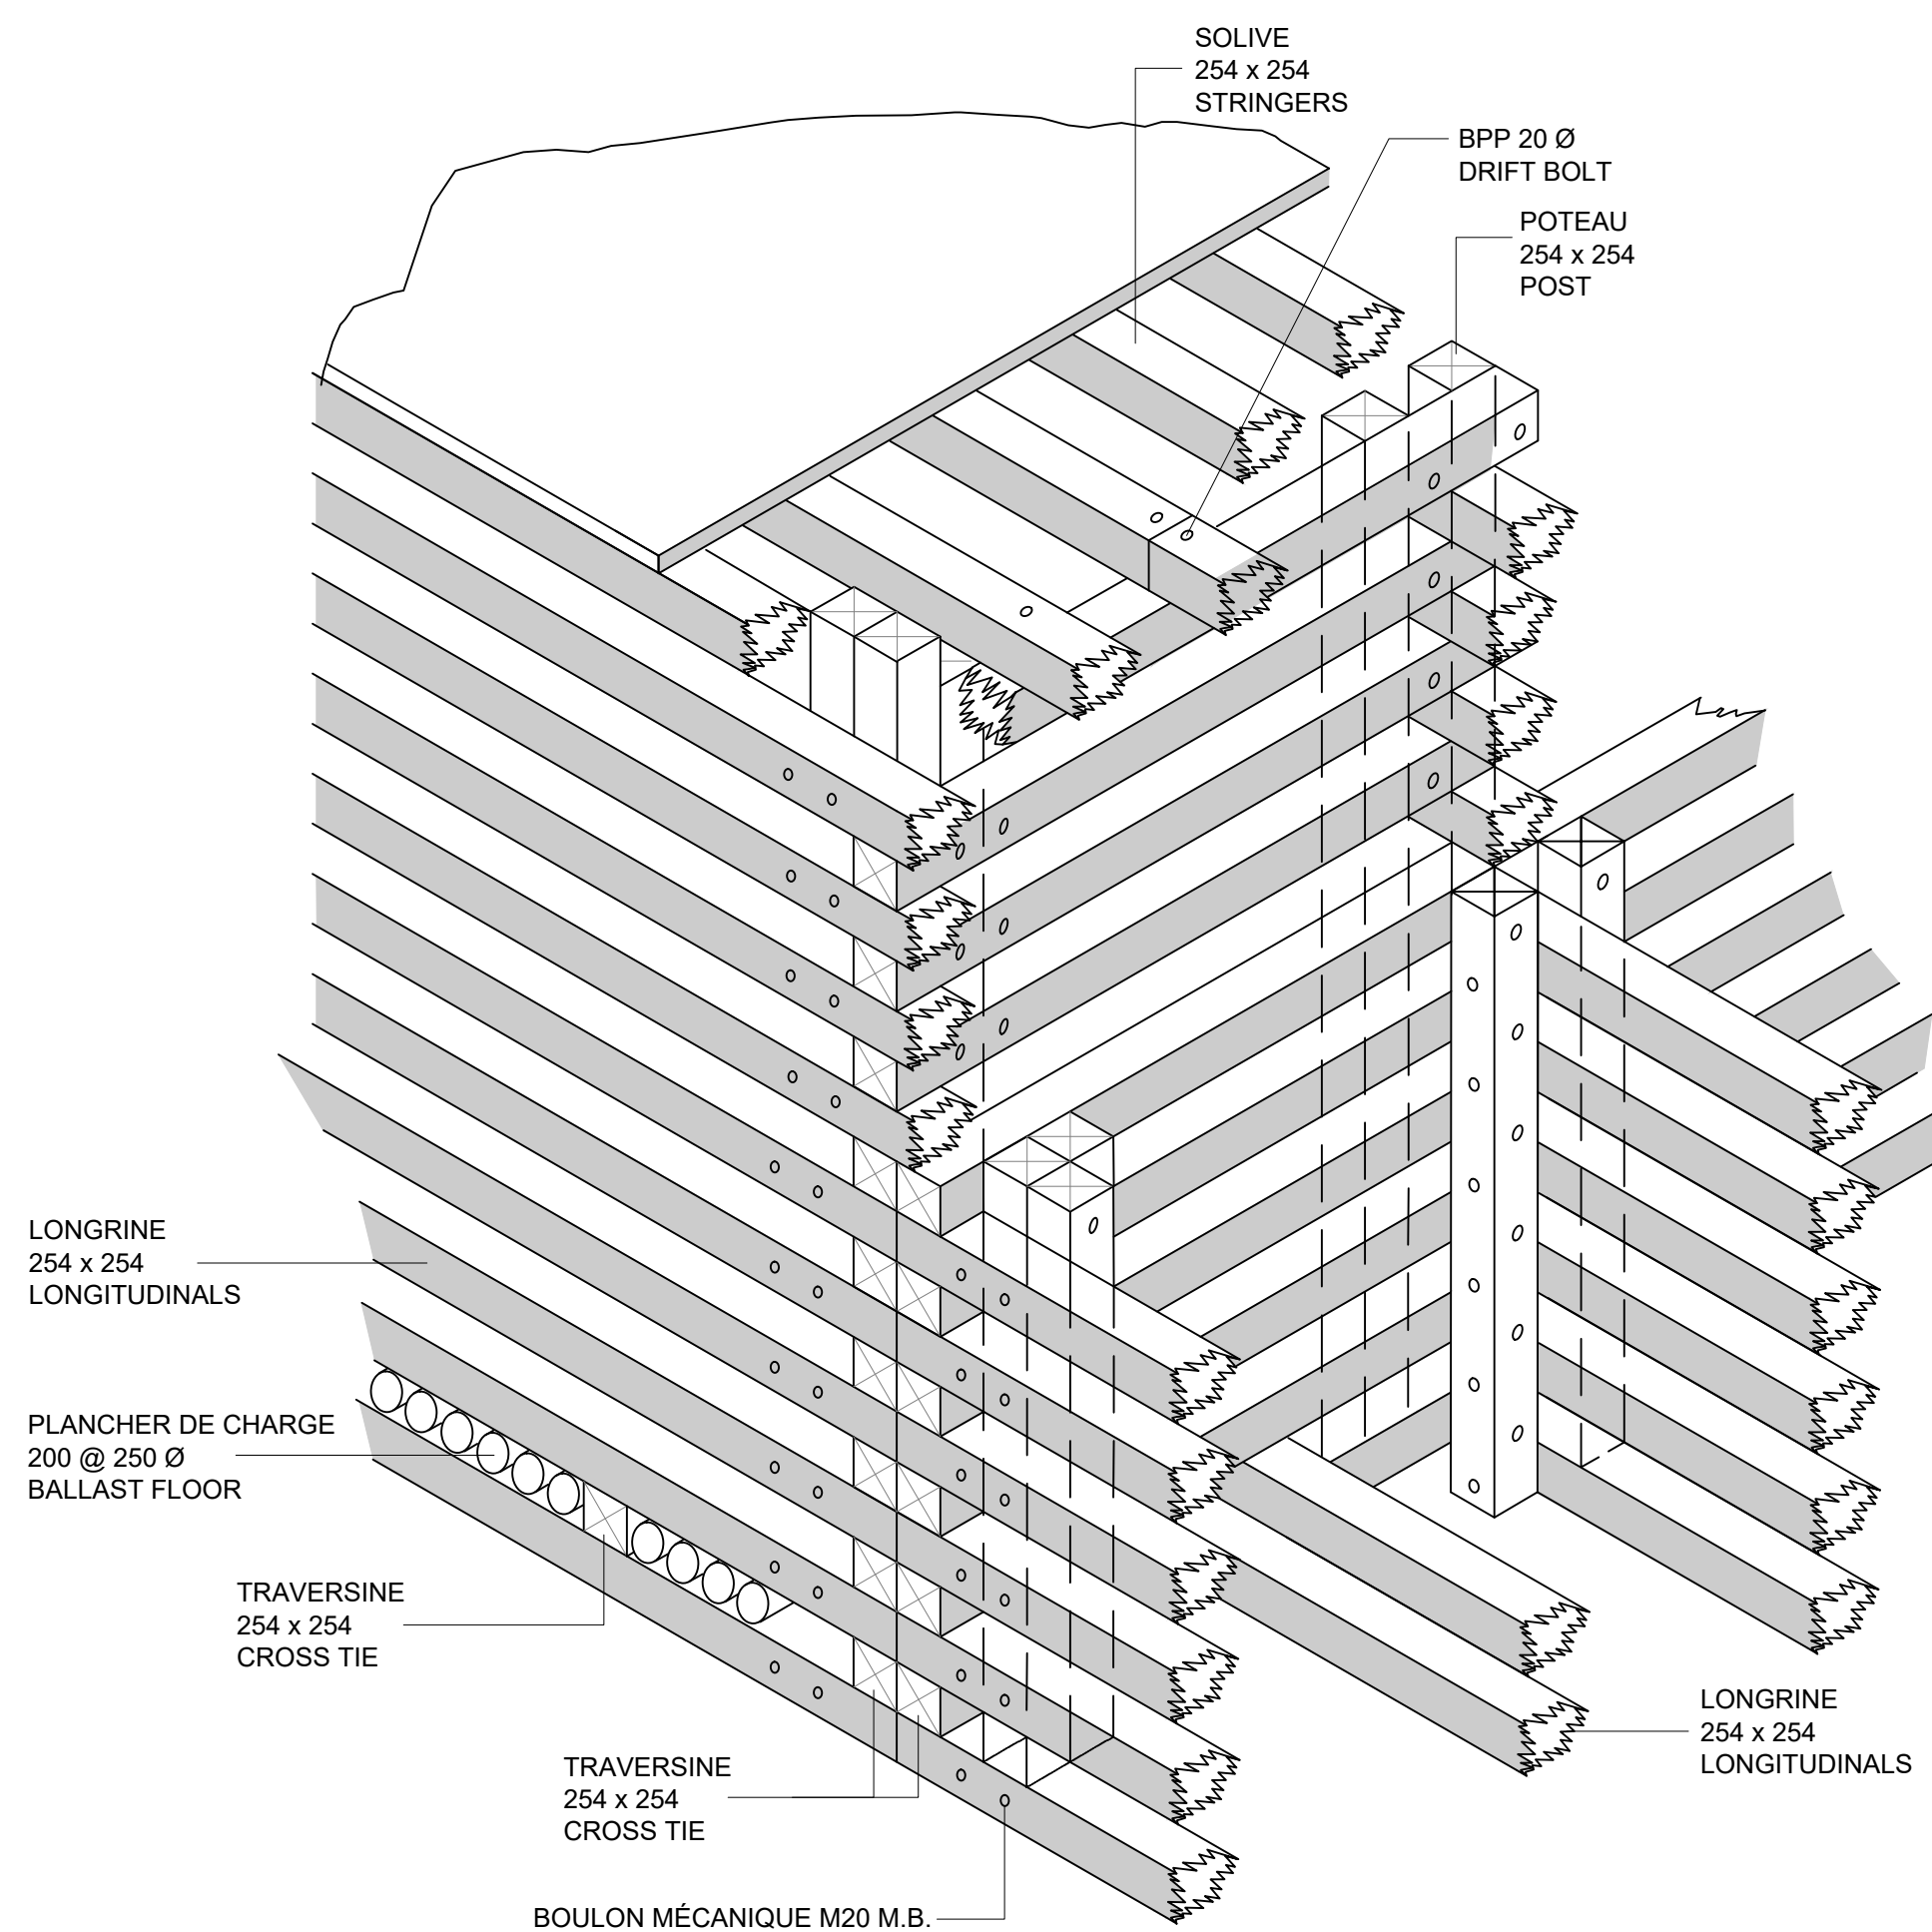 SOLIVE
254 x 254
STRINGERS
BPP 20 Ø
DRIFT BOLT
POTEAU
254 x 254
POST
LONGRINE
254 x 254
LONGITUDINALS
PLANCHER DE CHARGE
200 @ 250 Ø
BALLAST FLOOR
TRAVERSINE
254 x 254
CROSS TIE
LONGRINE
254 x 254
LONGITUDINALS
TRAVERSINE
254 x 254
CROSS TIE
BOULON MÉCANIQUE M20 M.B.